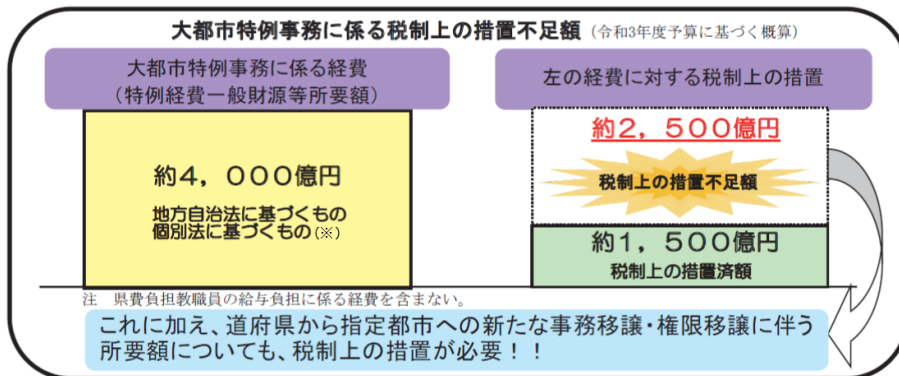 大都市特例事務に係る税制上の措置不足額（令和3年度予算に基づく概算）
大都市特例事務に係る経費
（特例経費一般財源等所要額）
左の経費に対する税制上の措置
約４，０００億円
地方自治法に基づくもの
個別法に基づくもの（※）
約２，５００億円
税制上の措置不足額
約１，５００億円
税制上の措置済額
注　県費負担教職員の給与負担に係る経費を含まない。
これに加え、道府県から指定都市への新たな事務移譲・権限移譲に伴う
所要額についても、税制上の措置が必要！！